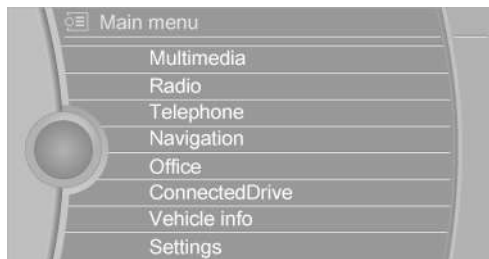 Main menu
Multimedia
Radio
Telephone
Navigation
Office
ConnectedDrive
Vehicle info
Settings